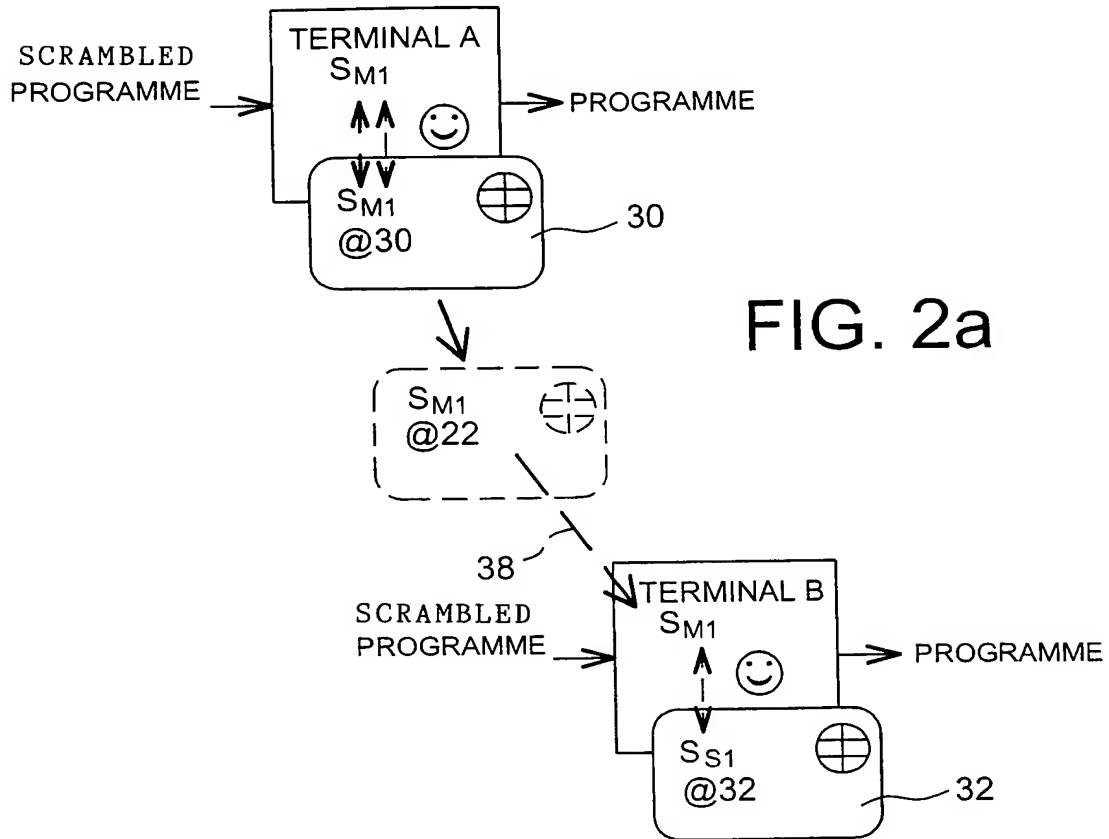 TERMINAL A
SCRAMBLED
PROGRAMME
SM1
PROGRAMME
SM1
@30
30
FIG. 2a
SM1
@22
38
TERMINAL B
SCRAMBLED
PROGRAMME
SM1
PROGRAMME
SS1
@32
32